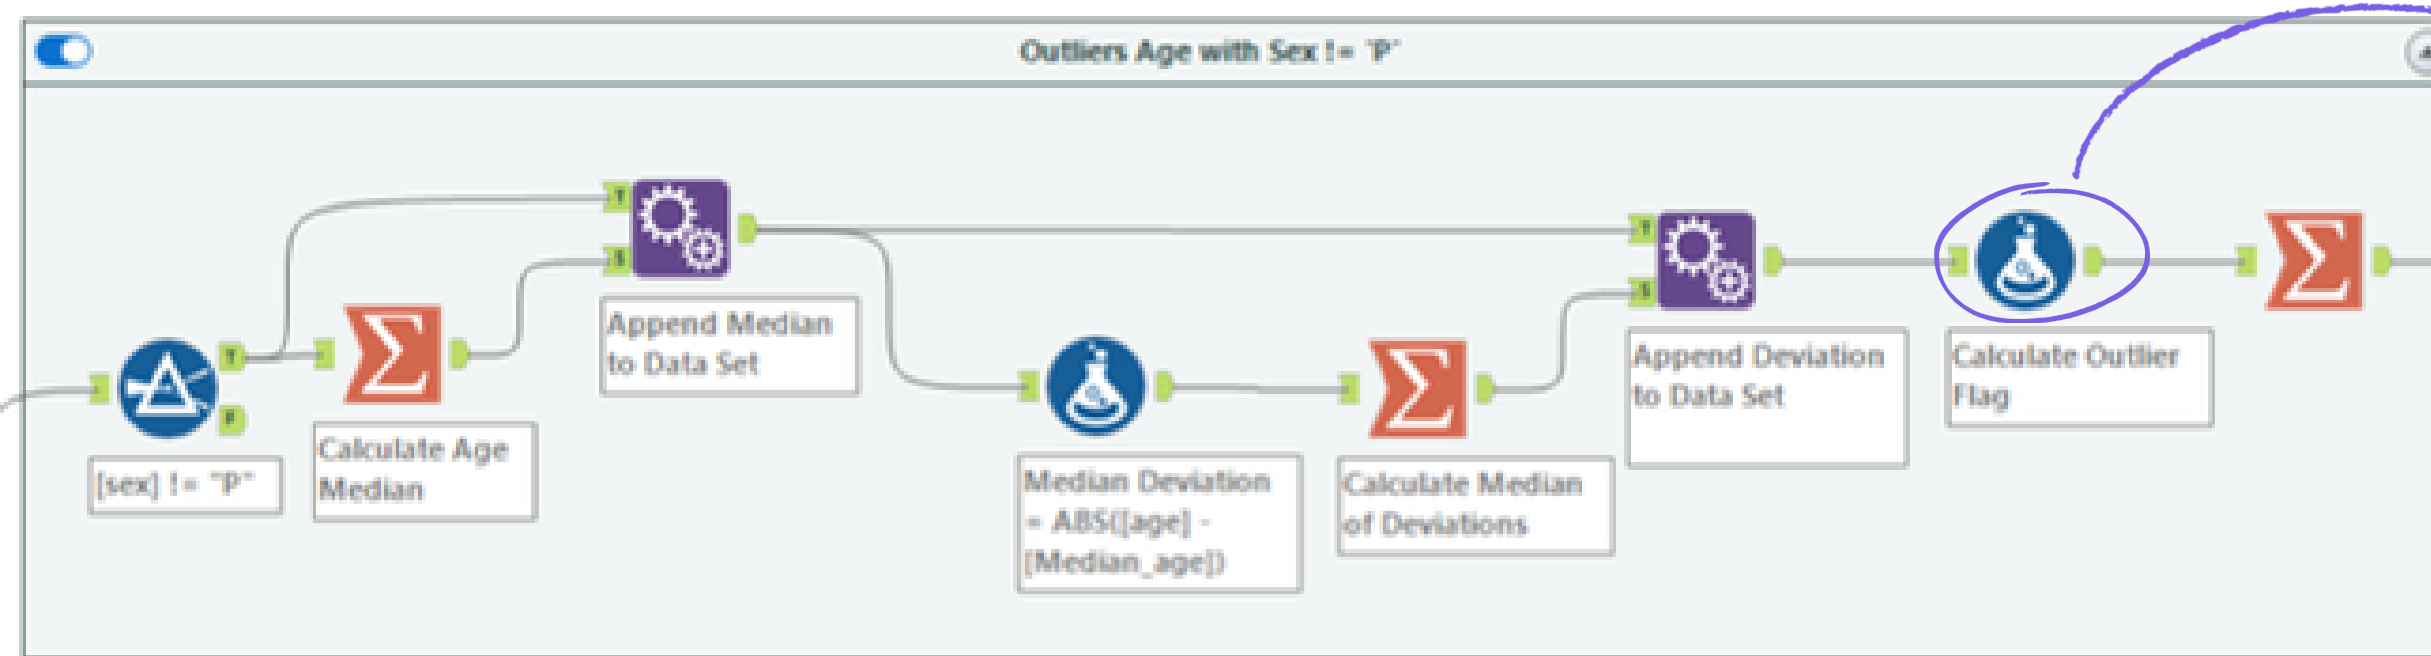 Outliers Age with Sex != 'P'
T
S
Append Median
to Data Set
T
F
[sex] != "P"
Calculate Age
Median
Median Deviation
= ABS([age] -
[Median_age])
Calculate Median
of Deviations
T
S
Append Deviation
to Data Set
Calculate Outlier
Flag